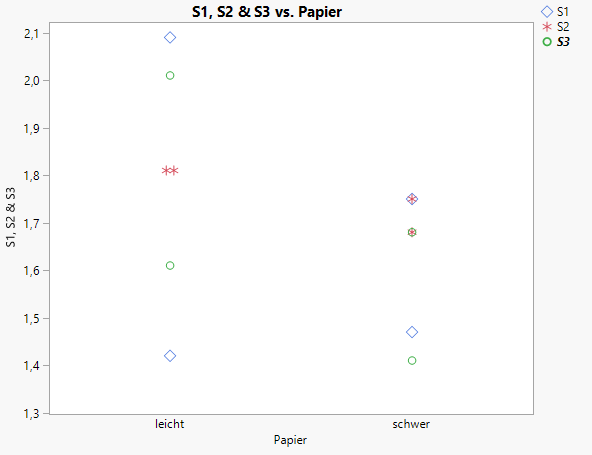 S1, S2 & S3 vs. Papier
S1
S2
S3
2,1
2,0
1,9
1,8
1,7
1,6
1,5
1,4
1,3
S1, S2 & S3
leicht
schwer
Papier